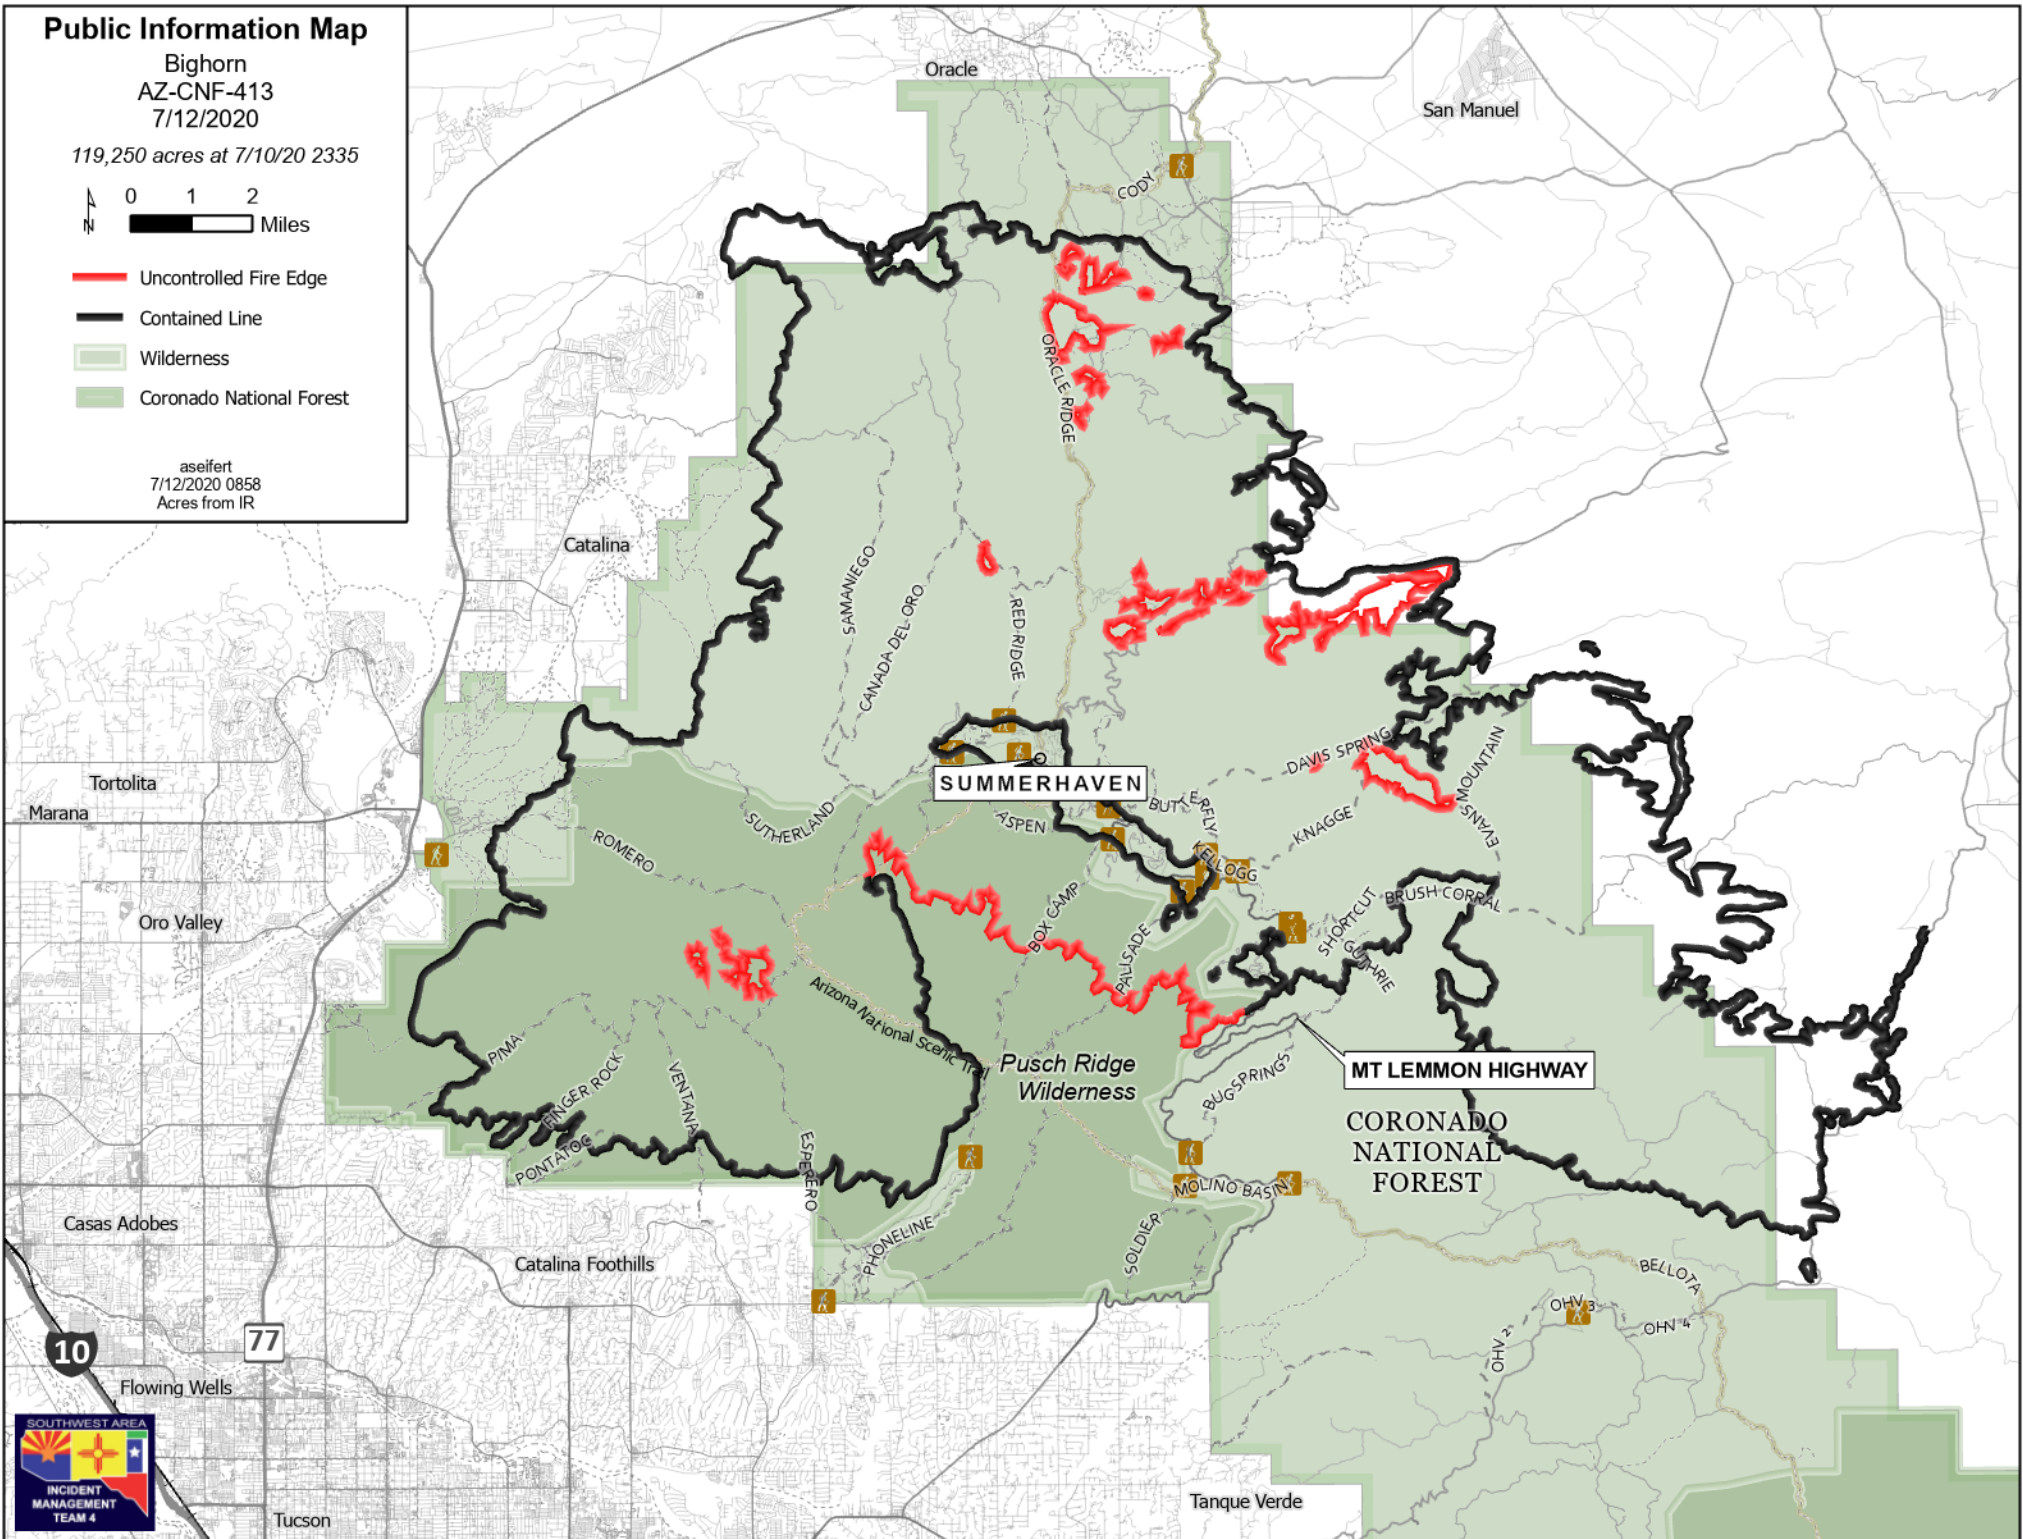 Public Information Map
Bighorn
AZ-CNF-413
7/12/2020
119,250 acres at 7/10/20 2335
N
0 1 2
Miles
Uncontrolled Fire Edge
Contained Line
Wilderness
Coronado National Forest
aseifert
7/12/2020 0858
Acres from IR
Oracle
San Manuel
CODY
ORACLE RIDGE
Catalina
SAMANIEGO
CANADA DEL ORO
RED RIDGE
DAVIS SPRING
EVANS MOUNTAIN
SUMMERHAVEN
Tortolita
Marana
SUTHERLAND
ROMERO
ASPEN
BUTTERFLY
KNAGGE
KELLOGG
BRUSH CORRAL
SHORTCUT
GUTHRIE
BOX CAMP
PALISADE
Oro Valley
Arizona National Scenic Trail
PIMA
FINGER ROCK
VENTANA
Pusch Ridge
Wilderness
BUGSPRINGS
MT LEMMON HIGHWAY
CORONADO
NATIONAL
FOREST
PONTATOC
ESPERERO
MOLINO BASIN
Casas Adobes
Catalina Foothills
PHONELINE
SOLDIER
BELLOTA
OHV 3
OHV 2
OHV 4
10
77
Flowing Wells
SOUTHWEST AREA
INCIDENT
MANAGEMENT
TEAM 4
Tucson
Tanque Verde